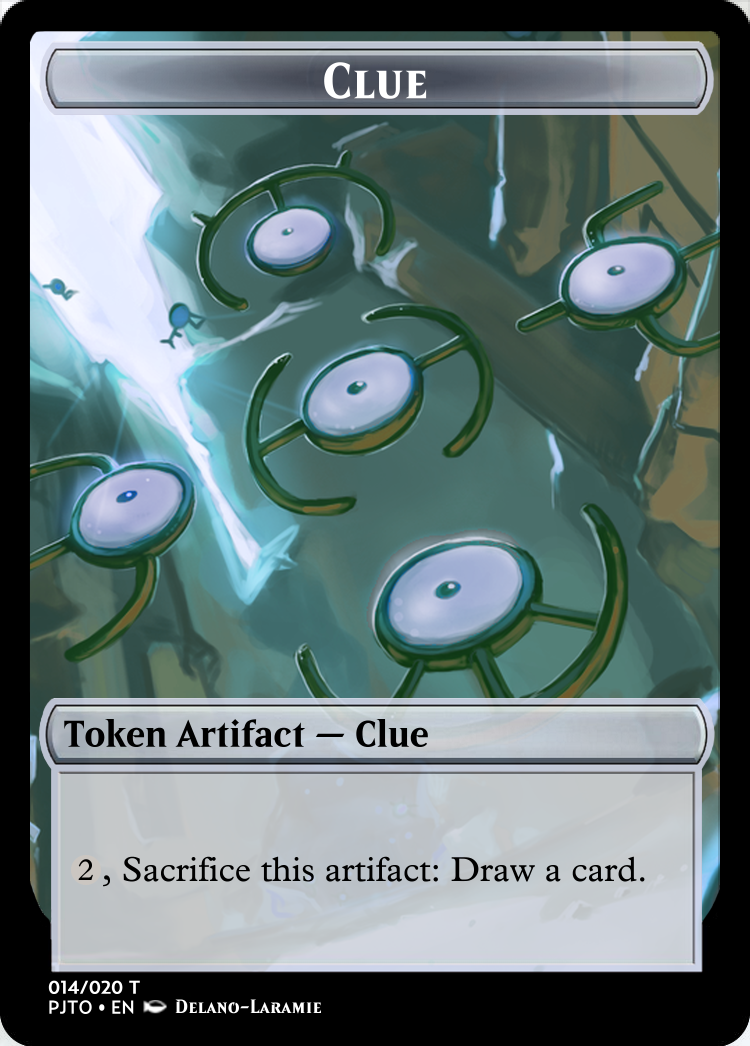 Clue
Token Artifact — Clue
2, Sacrifice this artifact: Draw a card.
014/020 T
PJTO • EN Delano-Laramie